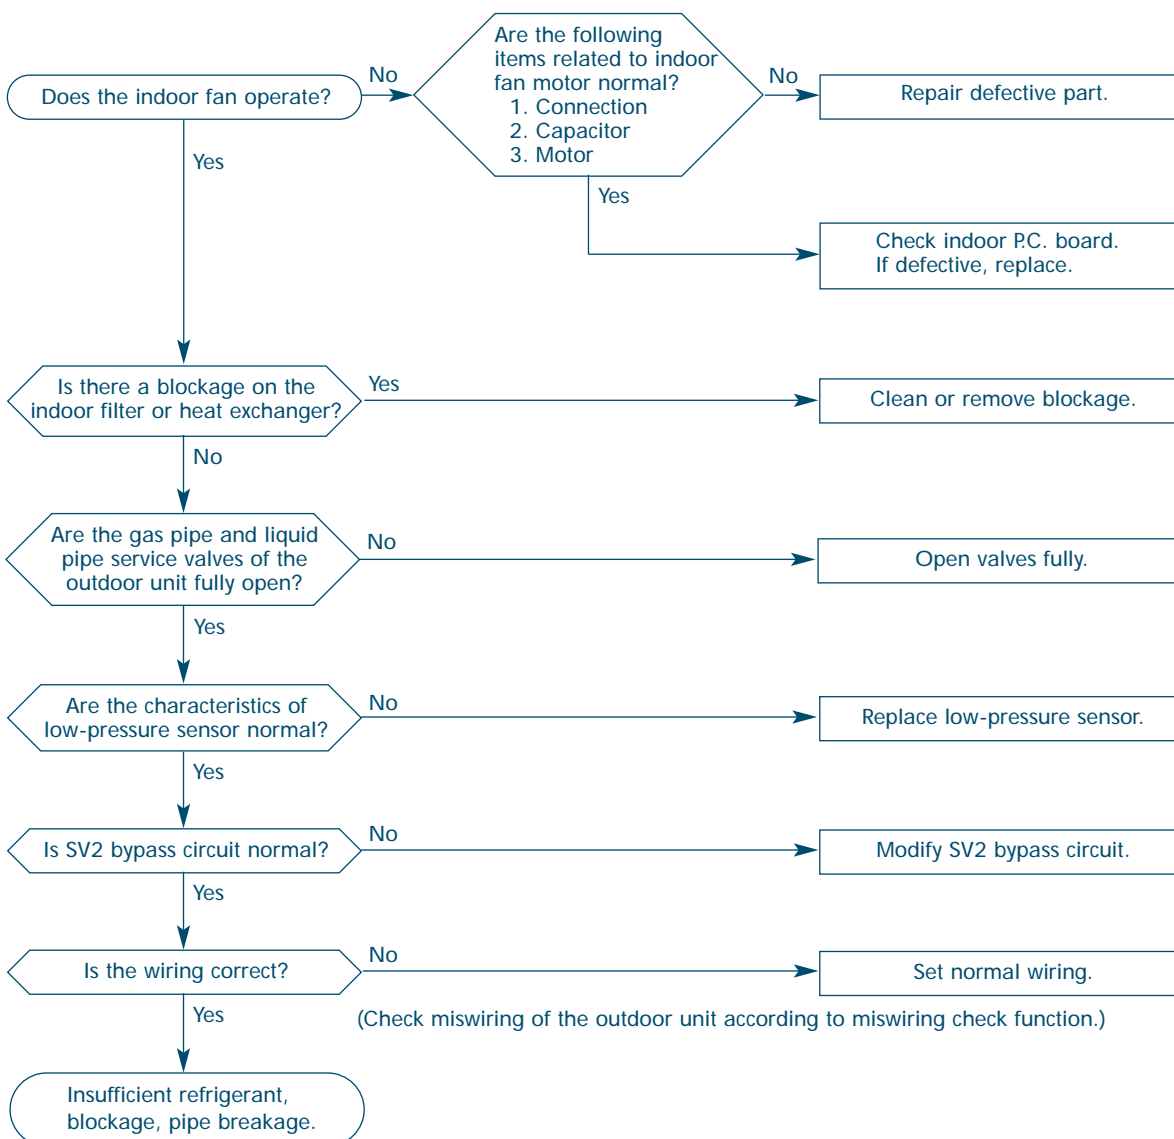 Does the indoor fan operate?
No
Are the following
items related to indoor
fan motor normal?
1. Connection
2. Capacitor
3. Motor
No
Repair defective part.
Yes
Yes
Check indoor P.C. board.
If defective, replace.
Is there a blockage on the
indoor filter or heat exchanger?
Yes
Clean or remove blockage.
No
Are the gas pipe and liquid
pipe service valves of the
outdoor unit fully open?
No
Open valves fully.
Yes
Are the characteristics of
low-pressure sensor normal?
No
Replace low-pressure sensor.
Yes
Is SV2 bypass circuit normal?
No
Modify SV2 bypass circuit.
Yes
Is the wiring correct?
No
Set normal wiring.
Yes
(Check miswiring of the outdoor unit according to miswiring check function.)
Insufficient refrigerant,
blockage, pipe breakage.